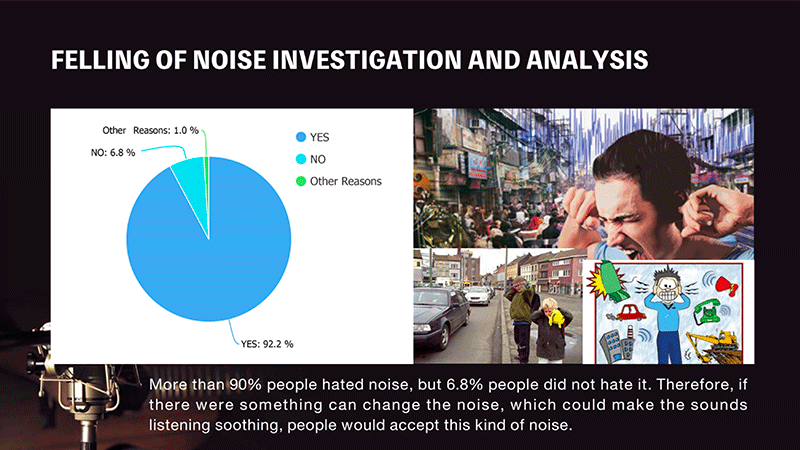 FELLING OF NOISE INVESTIGATION AND ANALYSIS
Other Reasons: 1.0 %
NO: 6.8 %
YES: 92.2 %
YES
NO
Other Reasons
More than 90% people hated noise, but 6.8% people did not hate it. Therefore, if
there were something can change the noise, which could make the sounds
listening soothing, people would accept this kind of noise.